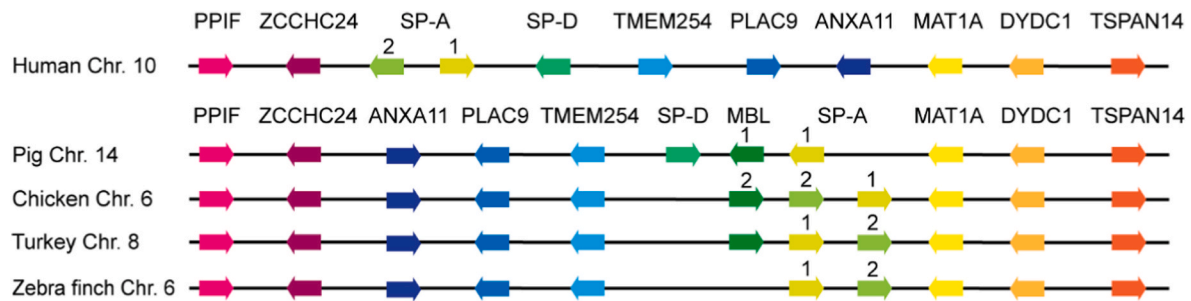 PPIF ZCCHC24 SP-A SP-D TMEM254 PLAC9 ANXA11 MAT1A DYDC1 TSPAN14
2 1
Human Chr. 10
PPIF ZCCHC24 ANXA11 PLAC9 TMEM254 SP-D MBL SP-A MAT1A DYDC1 TSPAN14
1 1
Pig Chr. 14
2 2 1
Chicken Chr. 6
1 2
Turkey Chr. 8
1 2
Zebra finch Chr. 6